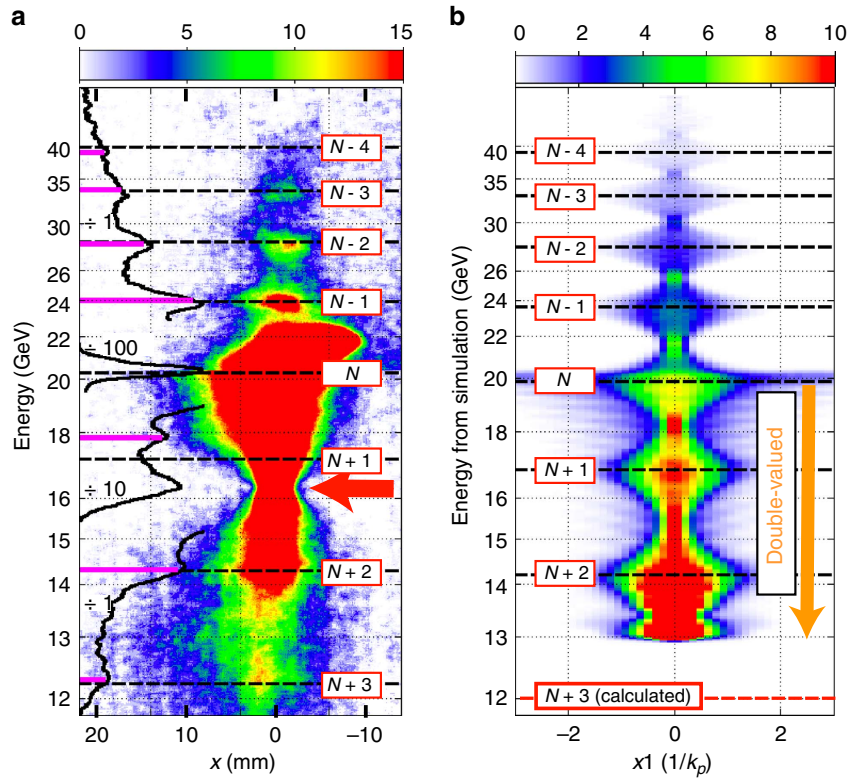 a
0 5 10 15
Energy (GeV)
40
35
30
26
24
22
20
18
16
15
14
13
12
÷ 1
÷ 100
÷ 10
÷ 1
N - 4
N - 3
N - 2
N - 1
N
N + 1
N + 2
N + 3
20 10 0 −10
x (mm)
b
0 2 4 6 8 10
Energy from simulation (GeV)
40
35
30
26
24
22
20
18
16
15
14
13
12
N - 4
N - 3
N - 2
N - 1
N
N + 1
N + 2
N + 3 (calculated)
Double-valued
−2 0 2
x1 (1/kp)